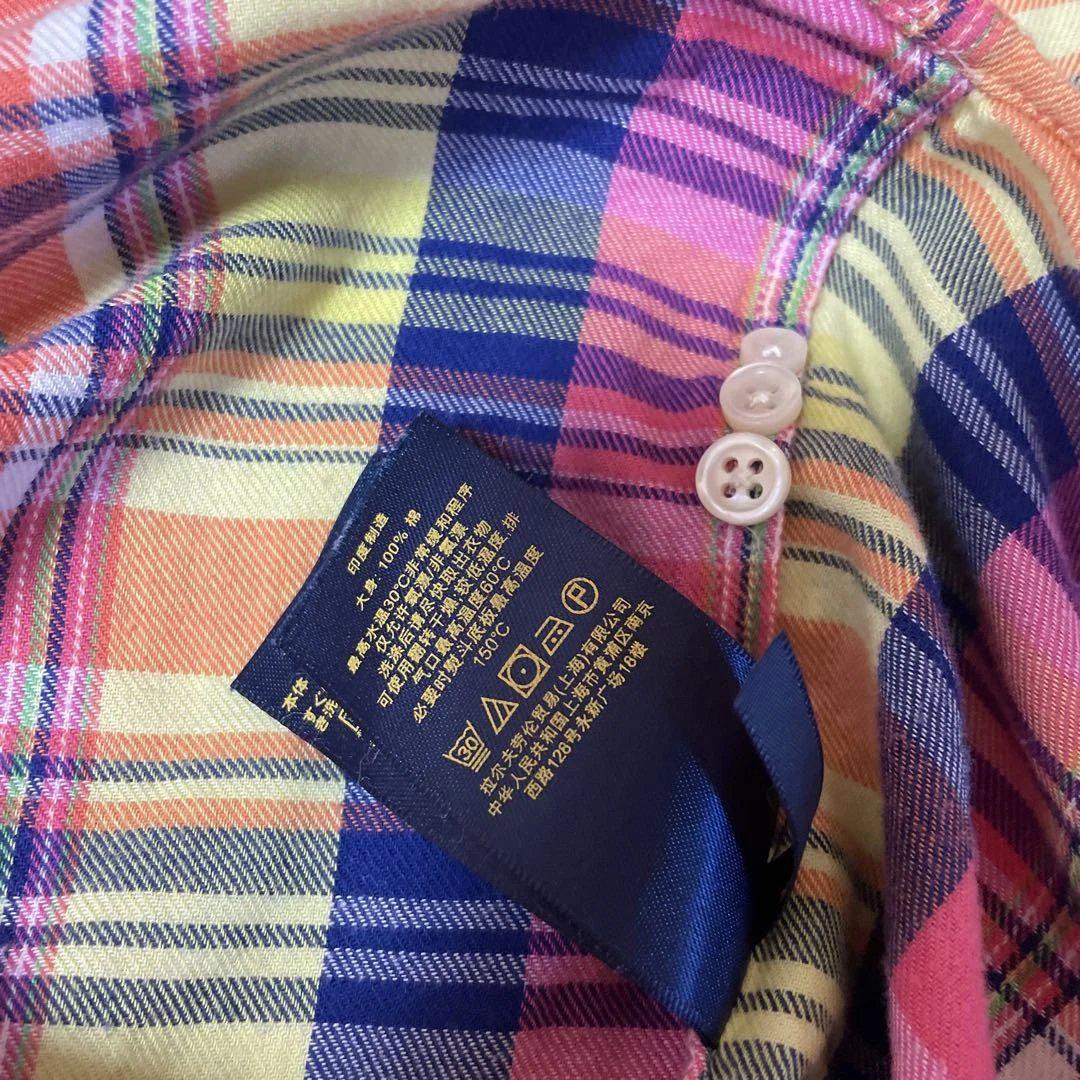 印度制造
大身: 100% 棉
最高水温30℃非常缓和程序
仅允许氧漂/非氯漂
洗涤后请尽快取出衣物
可使用翻转干燥,较低温度,排
气口最高温度60℃
必要时熨斗底板最高温度
150℃
30
P
拉尔夫劳伦贸易(上海)有限公司
中华人民共和国上海市黄浦区南京
西路128号永新广场18楼
本体